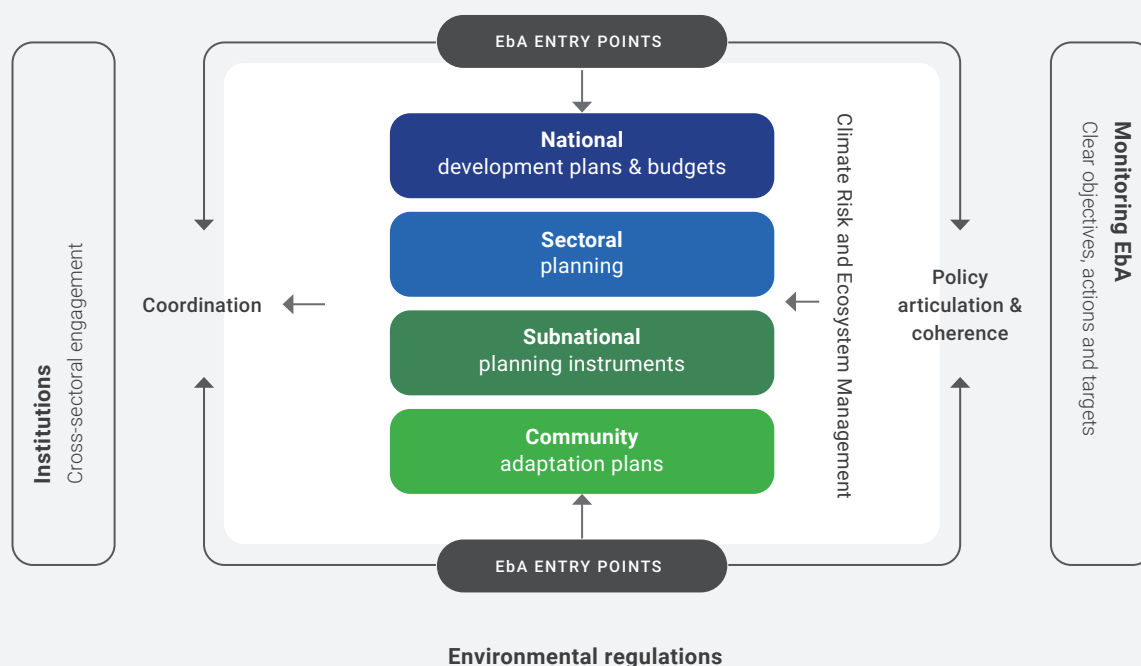 EbA ENTRY POINTS
Institutions
Cross-sectoral engagement
Coordination
National
development plans & budgets
Sectoral
planning
Subnational
planning instruments
Community
adaptation plans
Climate Risk and Ecosystem Management
Policy
articulation &
coherence
Monitoring EbA
Clear objectives, actions and targets
EbA ENTRY POINTS
Environmental regulations